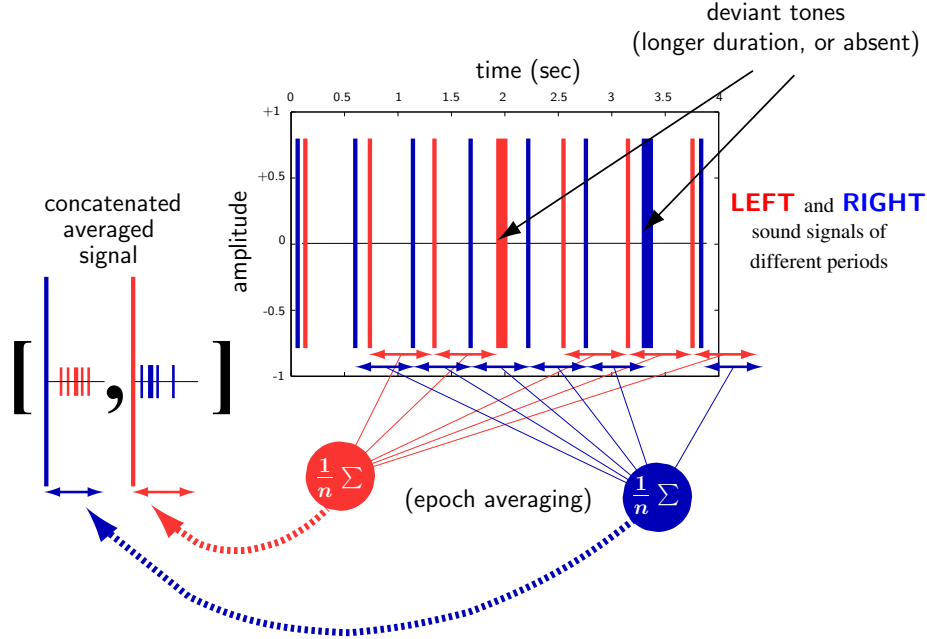 deviant tones
(longer duration, or absent)
time (sec)
0 0.5 1 1.5 2 2.5 3 3.5 4
+1
+0.5
0
-0.5
-1
amplitude
LEFT and RIGHT
sound signals of
different periods
concatenated
averaged
signal
[ , ]
1/n ∑
(epoch averaging)
1/n ∑